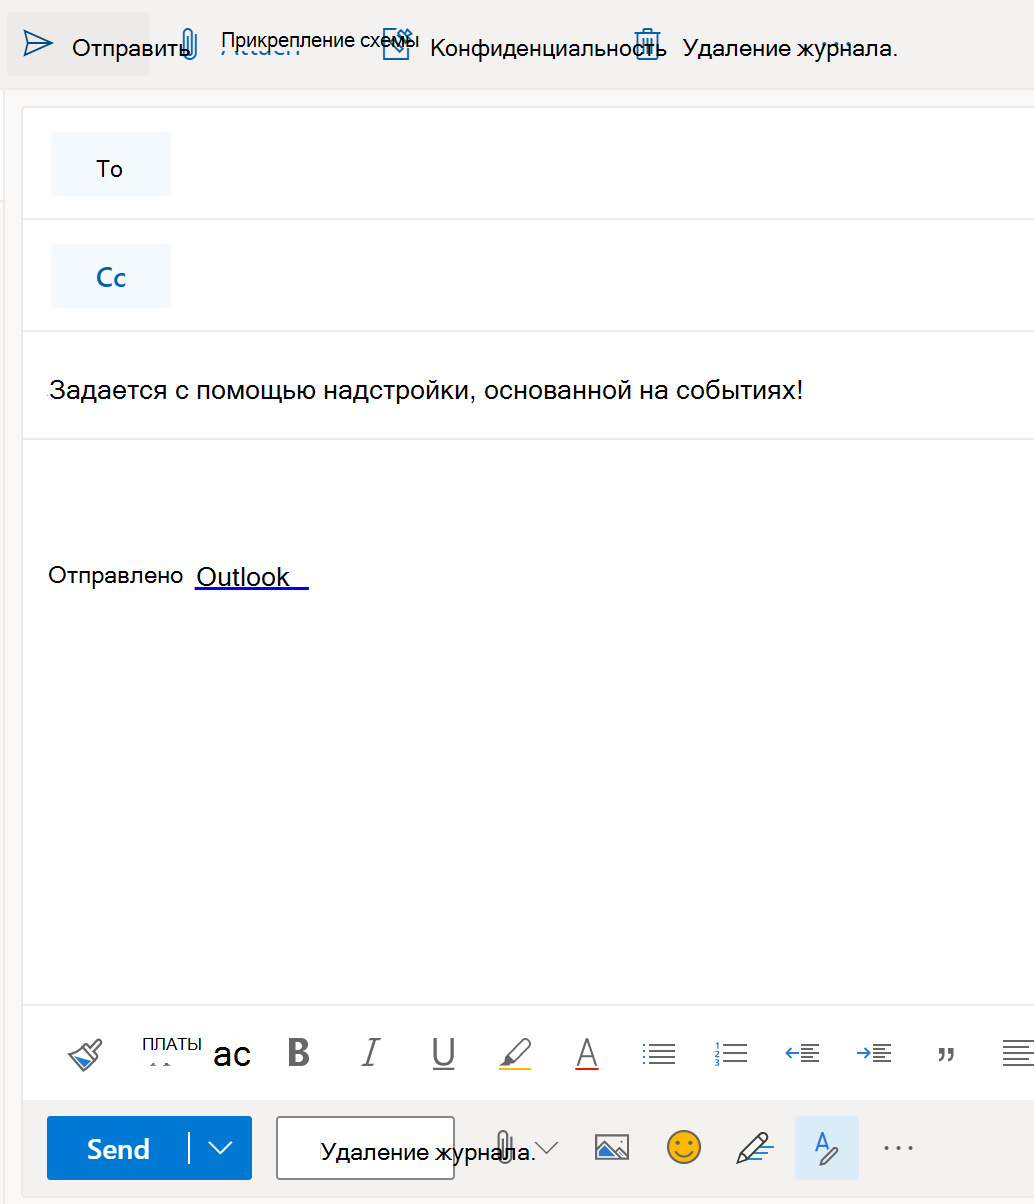 Отправить Прикрепление схемы Конфиденциальность Удаление журнала.
To
Cc
Задается с помощью надстройки, основанной на событиях!
Отправлено Outlook
ПЛАТЫ ас B I U A
Send Удаление журнала.